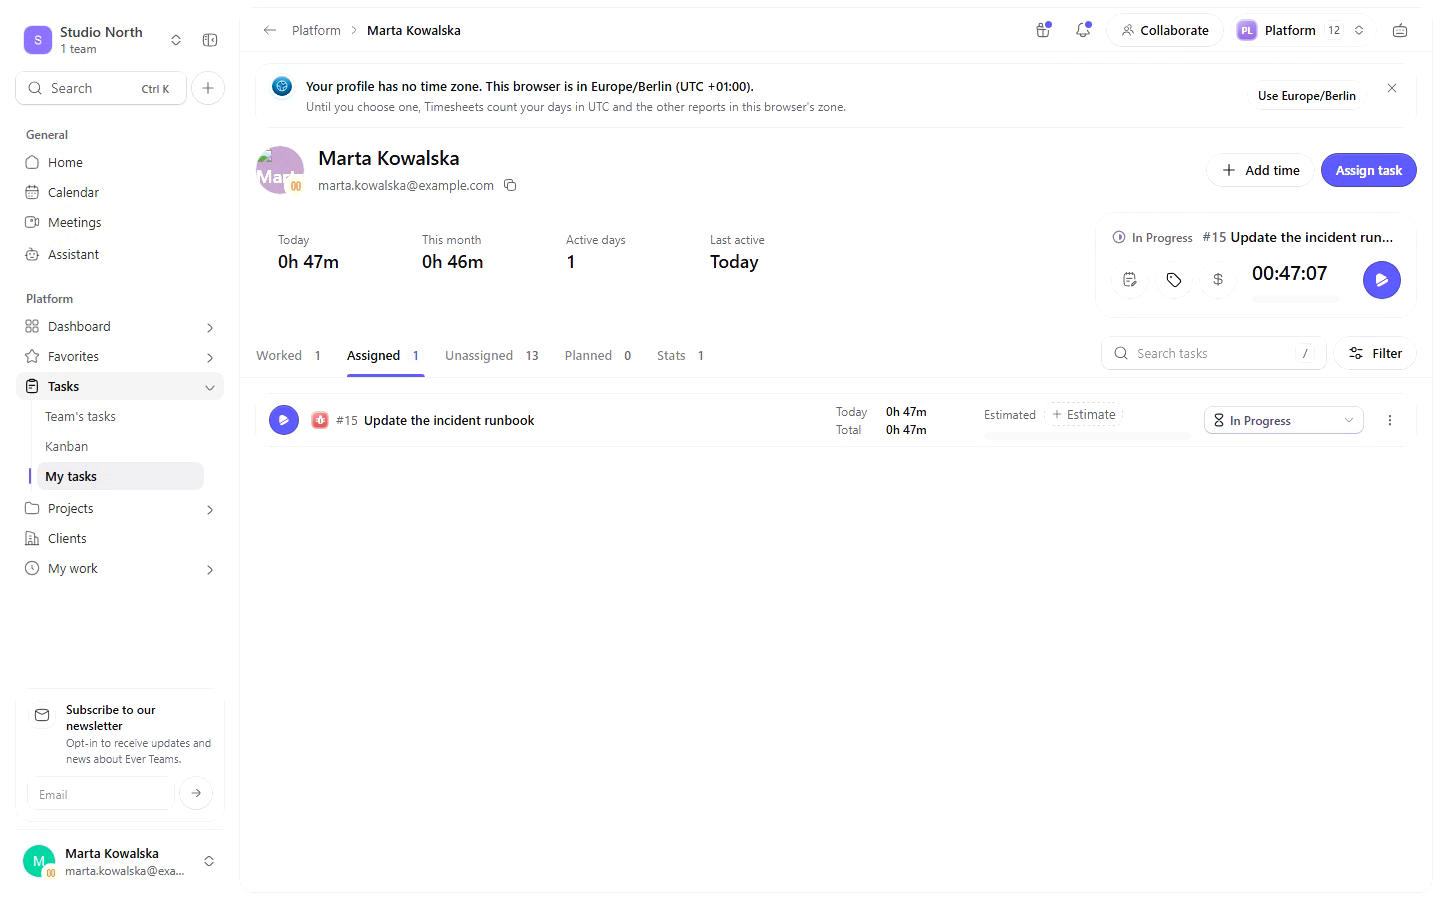 S
Studio North
1 team
Search
Ctrl K
General
Home
Calendar
Meetings
Assistant
Platform
Dashboard
Favorites
Tasks
Team's tasks
Kanban
My tasks
Projects
Clients
My work
Subscribe to our
newsletter
Opt-in to receive updates and
news about Ever Teams.
Email
M
Marta Kowalska
marta.kowalska@exa...
Platform
Marta Kowalska
Collaborate
PL
Platform
12
Your profile has no time zone. This browser is in Europe/Berlin (UTC +01:00).
Until you choose one, Timesheets count your days in UTC and the other reports in this browser's zone.
Use Europe/Berlin
Marta Kowalska
marta.kowalska@example.com
Add time
Assign task
Today
0h 47m
This month
0h 46m
Active days
1
Last active
Today
In Progress
#15 Update the incident run...
$
00:47:07
Worked 1
Assigned 1
Unassigned 13
Planned 0
Stats 1
Search tasks
/
Filter
#15 Update the incident runbook
Today 0h 47m
Total 0h 47m
Estimated
+ Estimate
In Progress